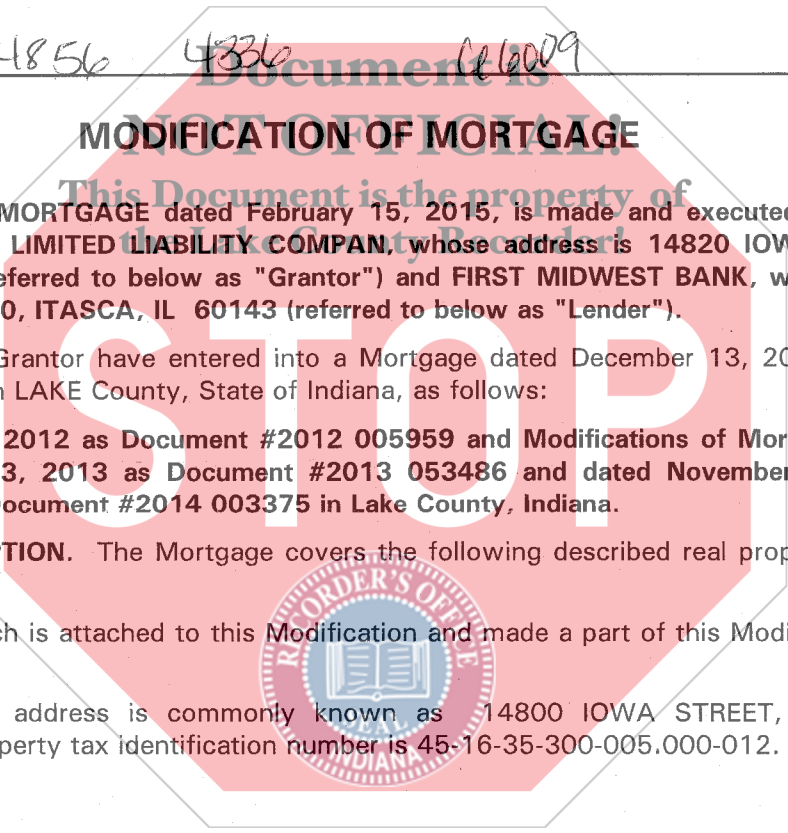 4856 4336
Document is
MODIFICATION OF MORTGAGE
NOT OFFICIAL!
This Document is the property of
MORTGAGE dated February 15, 2015, is made and executed
the Lake County Recorder!
LIMITED LIABILITY COMPAN, whose address is 14820 IOW
eferred to below as "Grantor") and FIRST MIDWEST BANK, w
0, ITASCA, IL 60143 (referred to below as "Lender").
Grantor have entered into a Mortgage dated December 13, 20
n LAKE County, State of Indiana, as follows:
2012 as Document #2012 005959 and Modifications of Mor
3, 2013 as Document #2013 053486 and dated November
ocument #2014 003375 in Lake County, Indiana.
STOP
PTION. The Mortgage covers the following described real prop
RECORDER'S OFFICE
ch is attached to this Modification and made a part of this Modi
address is commonly known as 14800 IOWA STREET,
SEAL
operty tax identification number is 45-16-35-300-005.000-012.
INDIANA